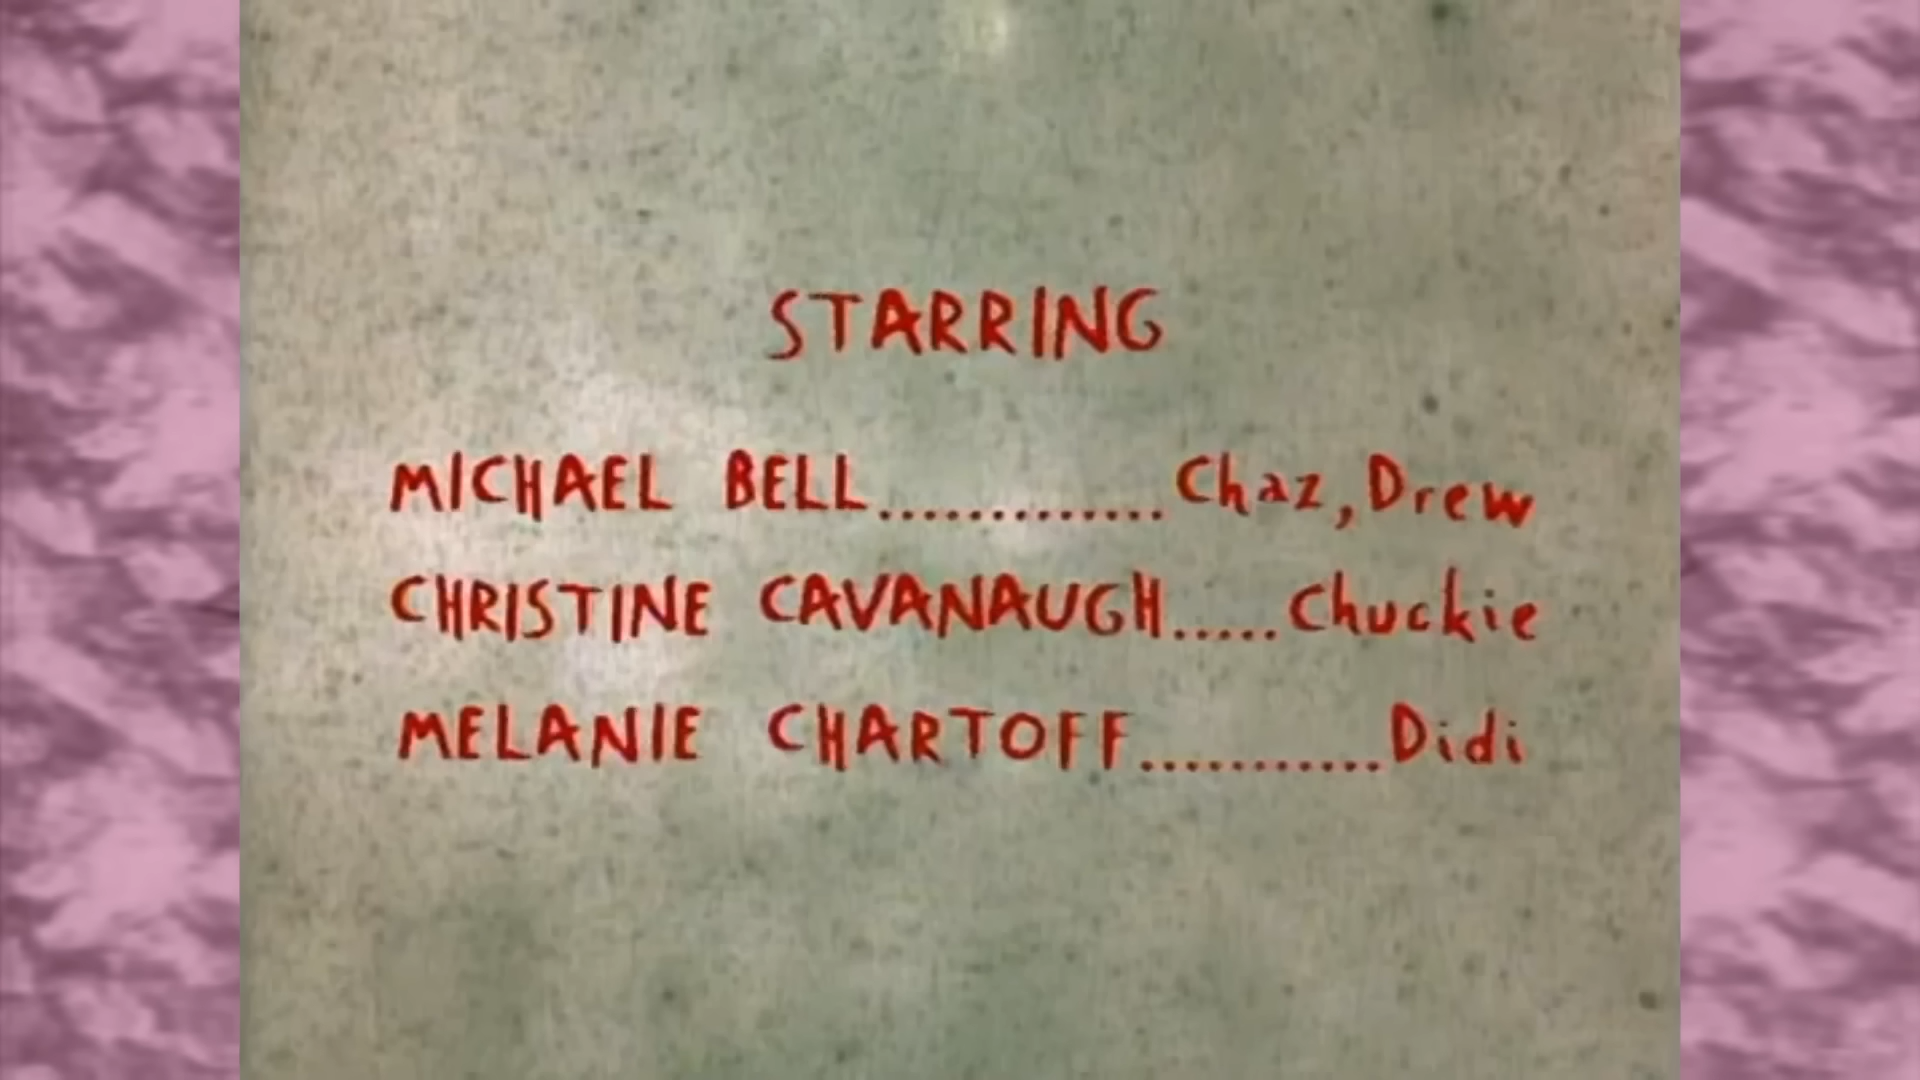 STARRING
MICHAEL BELL.............Chaz,Drew
CHRISTINE CAVANAUGH.....Chuckie
MELANIE CHARTOFF...........Didi